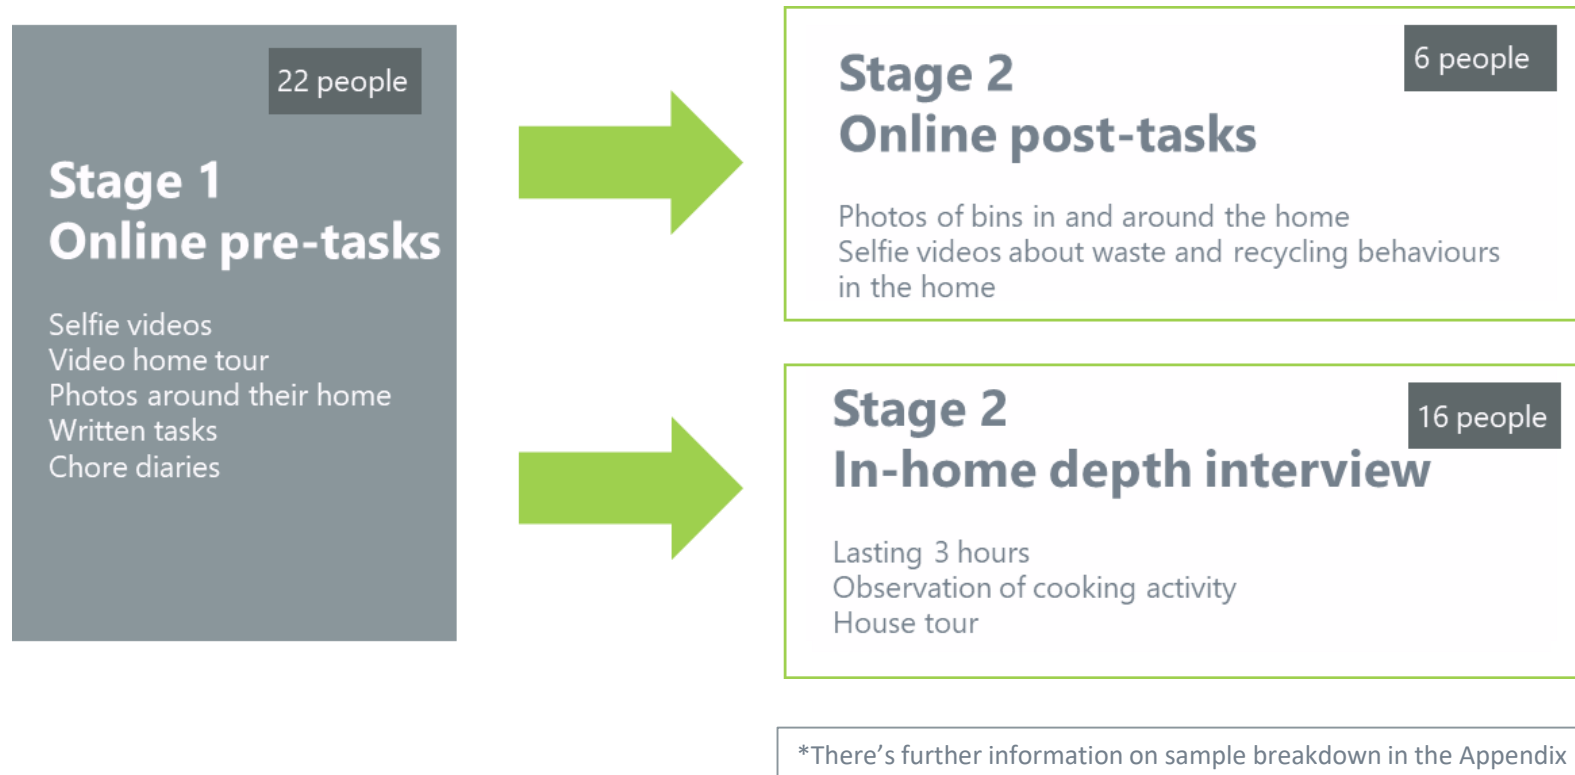 22 people
Stage 1
Online pre-tasks
Selfie videos
Video home tour
Photos around their home
Written tasks
Chore diaries
6 people
Stage 2
Online post-tasks
Photos of bins in and around the home
Selfie videos about waste and recycling behaviours
in the home
16 people
Stage 2
In-home depth interview
Lasting 3 hours
Observation of cooking activity
House tour
*There’s further information on sample breakdown in the Appendix